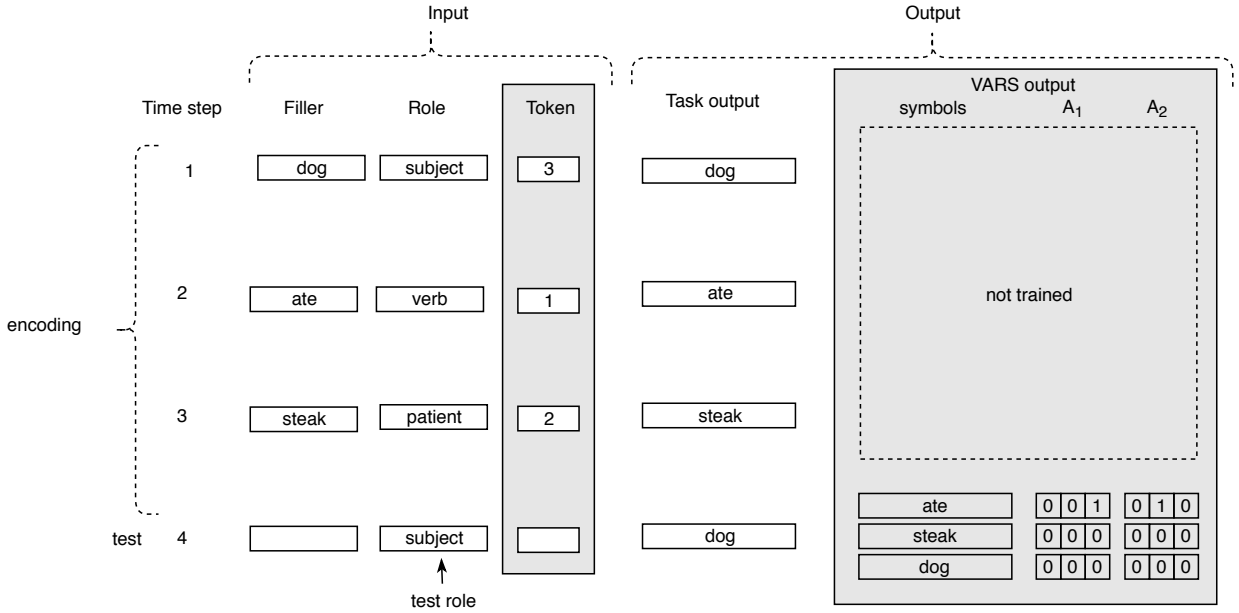 Input Output
VARS output
Time step Filler Role Token Task output symbols A1 A2
1 dog subject 3 dog
2 ate verb 1 ate not trained
encoding
3 steak patient 2 steak
ate 0 0 1 0 1 0
test 4 subject dog steak 0 0 0 0 0 0
dog 0 0 0 0 0 0
test role